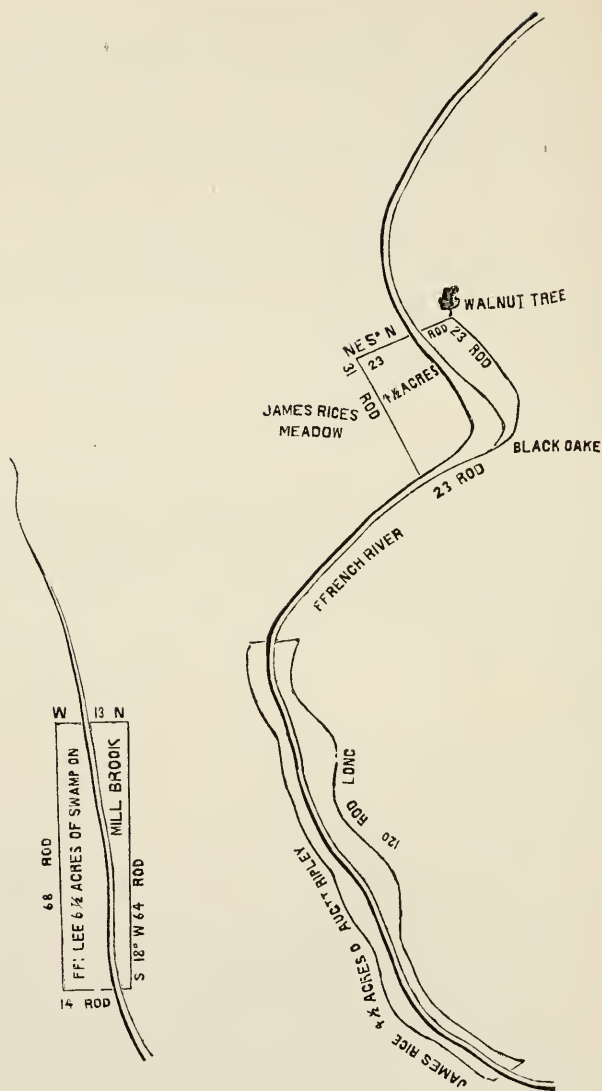 WALNUT TREE
NE 5° N
23 ROD
23 ROD
31 ROD
4½ ACRES
JAMES RICES
MEADOW
BLACK OAKE
23 ROD
FFRENCH RIVER
W 13 N
68 ROD
FF: LEE 6½ ACRES OF SWAMP ON
MILL BROOK
S 18° W 64 ROD
14 ROD
120 ROD LONG
JAMES RICE 4½ ACRES D AUGTT RIPLEY